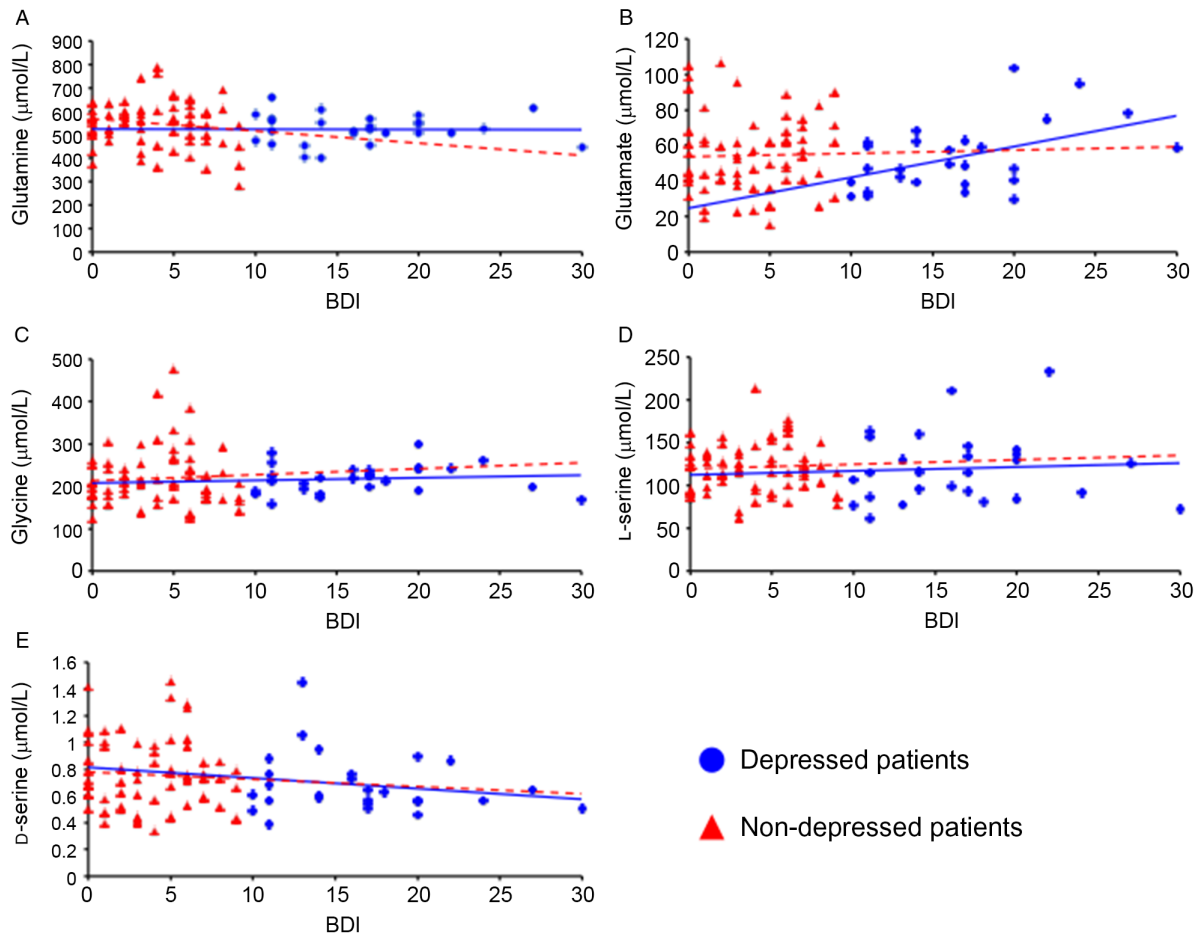 A
Glutamine (μmol/L)
900
800
700
600
500
400
300
200
100
0
0 5 10 15 20 25 30
BDI
B
Glutamate (μmol/L)
120
100
80
60
40
20
0
0 5 10 15 20 25 30
BDI
C
Glycine (μmol/L)
500
400
300
200
100
0
0 5 10 15 20 25 30
BDI
D
L-serine (μmol/L)
250
200
150
100
50
0
0 5 10 15 20 25 30
BDI
E
D-serine (μmol/L)
1.6
1.4
1.2
1
0.8
0.6
0.4
0.2
0
0 5 10 15 20 25 30
BDI
Depressed patients
Non-depressed patients